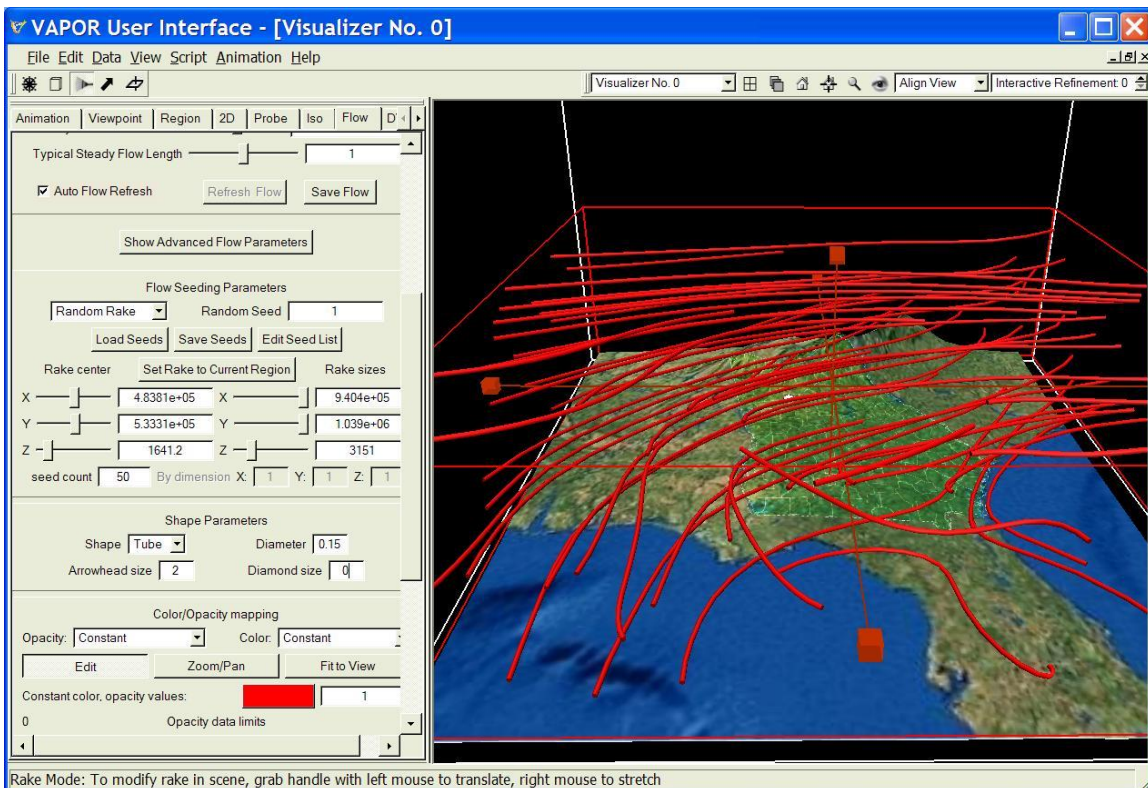 VAPOR User Interface - [Visualizer No. 0]
File Edit Data View Script Animation Help
Visualizer No. 0 Align View Interactive Refinement: 0
Animation Viewpoint Region 2D Probe Iso Flow
Typical Steady Flow Length 1
Auto Flow Refresh Refresh Flow Save Flow
Show Advanced Flow Parameters
Flow Seeding Parameters
Random Rake Random Seed 1
Load Seeds Save Seeds Edit Seed List
Rake center Set Rake to Current Region Rake sizes
X 4.8381e+05 X 9.404e+05
Y 5.3331e+05 Y 1.039e+06
Z 1641.2 Z 3151
seed count 50 By dimension X: 1 Y: 1 Z: 1
Shape Parameters
Shape Tube Diameter 0.15
Arrowhead size 2 Diamond size 0
Color/Opacity mapping
Opacity: Constant Color: Constant
Edit Zoom/Pan Fit to View
Constant color, opacity values: 1
0 Opacity data limits
Rake Mode: To modify rake in scene, grab handle with left mouse to translate, right mouse to stretch